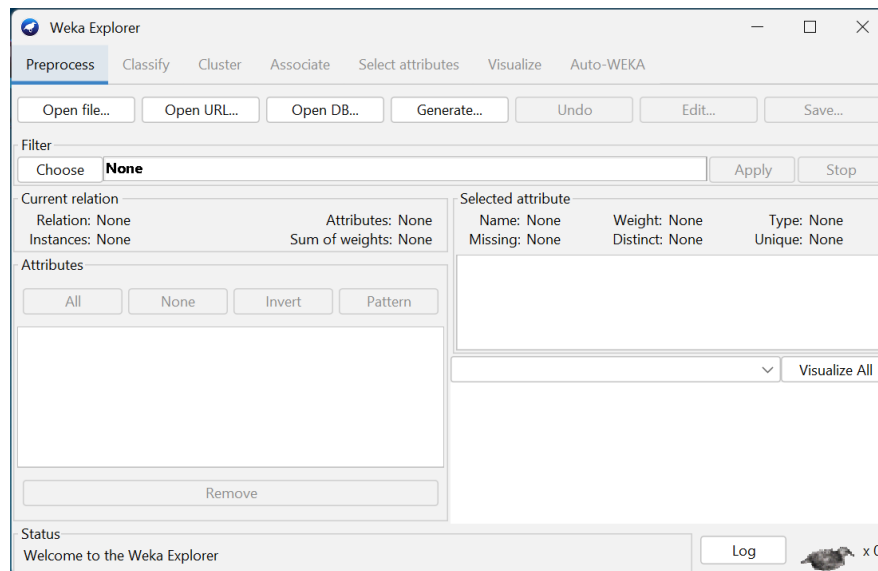 Weka Explorer
Preprocess Classify Cluster Associate Select attributes Visualize Auto-WEKA
Open file... Open URL... Open DB... Generate... Undo Edit... Save...
Filter
Choose None Apply Stop
Current relation
Relation: None Attributes: None
Instances: None Sum of weights: None
Selected attribute
Name: None Weight: None Type: None
Missing: None Distinct: None Unique: None
Attributes
All None Invert Pattern
Remove
Visualize All
Status
Welcome to the Weka Explorer
Log x 0